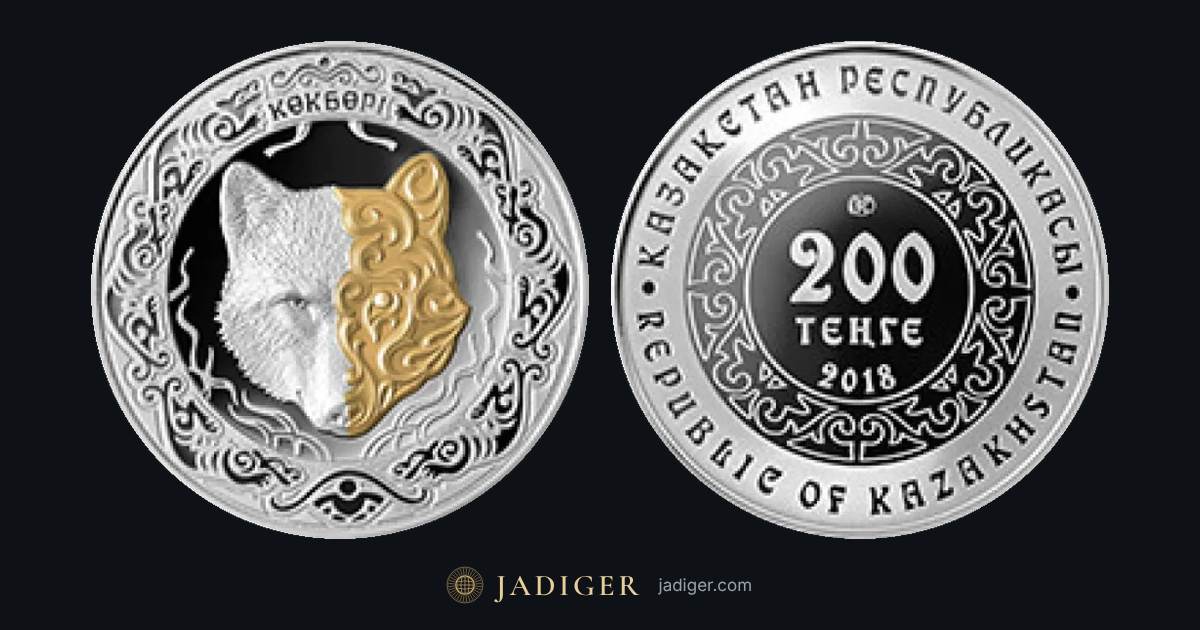 КӨКБӨРІ
ҚАЗАҚСТАН РЕСПУБЛИКАСЫ
200
ТЕҢГЕ
2018
REPUBLIC OF KAZAKHSTAN
JADIGER jadiger.com